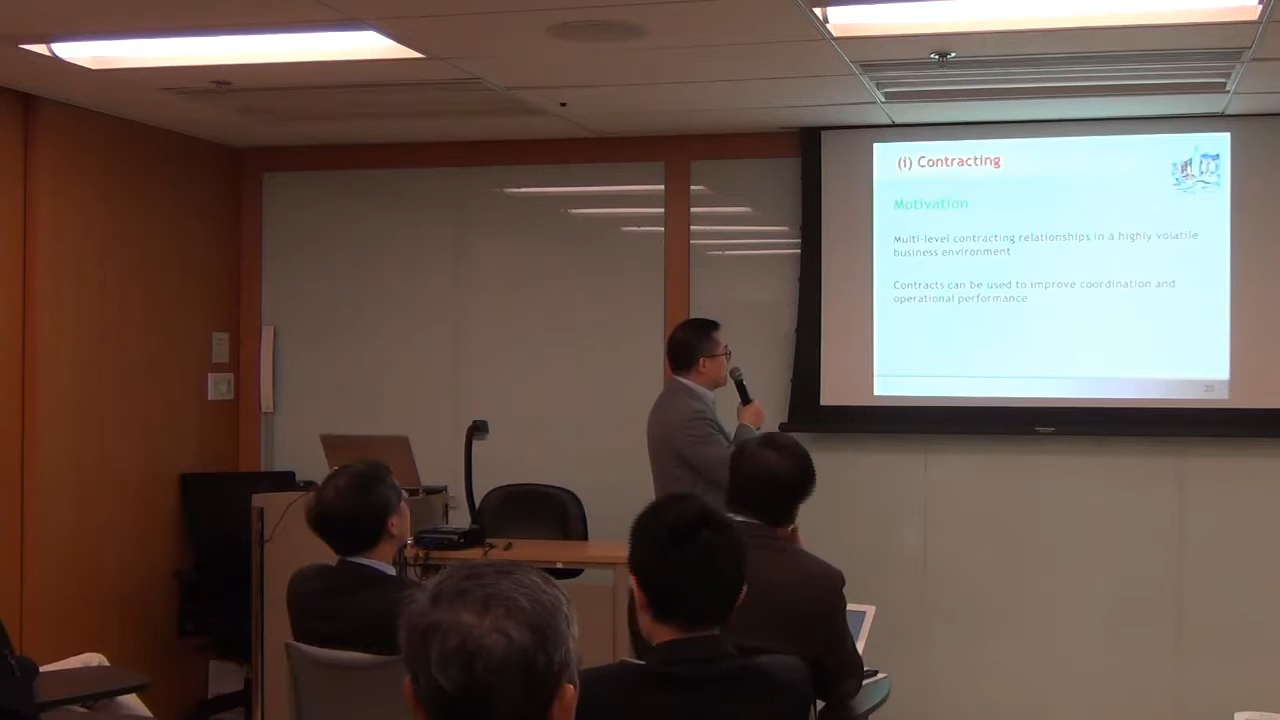 (i) Contracting
Motivation
Multi-level contracting relationships in a highly volatile
business environment
Contracts can be used to improve coordination and
operational performance